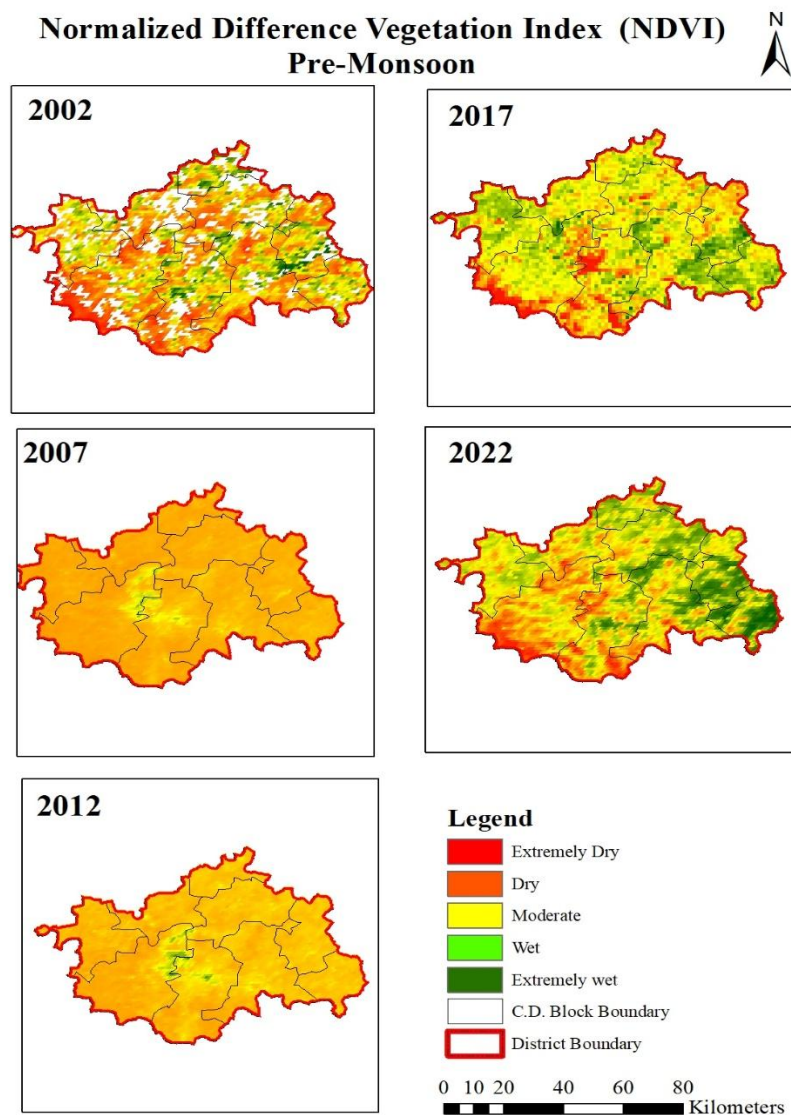 Normalized Difference Vegetation Index (NDVI)
Pre-Monsoon
N
2002
2017
2007
2022
2012
Legend
Extremely Dry
Dry
Moderate
Wet
Extremely wet
C.D. Block Boundary
District Boundary
0 10 20 40 60 80
Kilometers